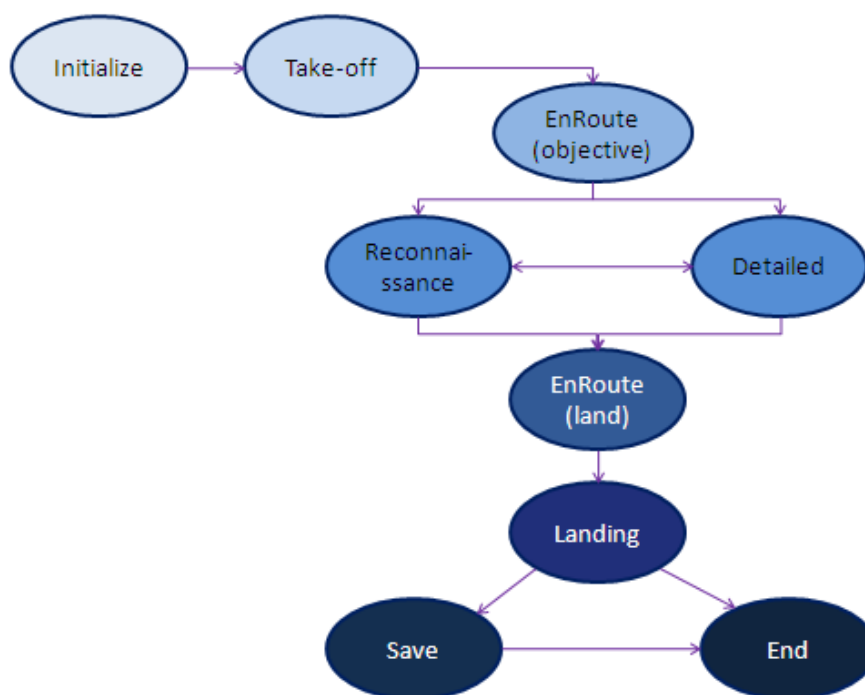 Initialize
Take-off
EnRoute
(objective)
Reconnai-
ssance
Detailed
EnRoute
(land)
Landing
Save
End